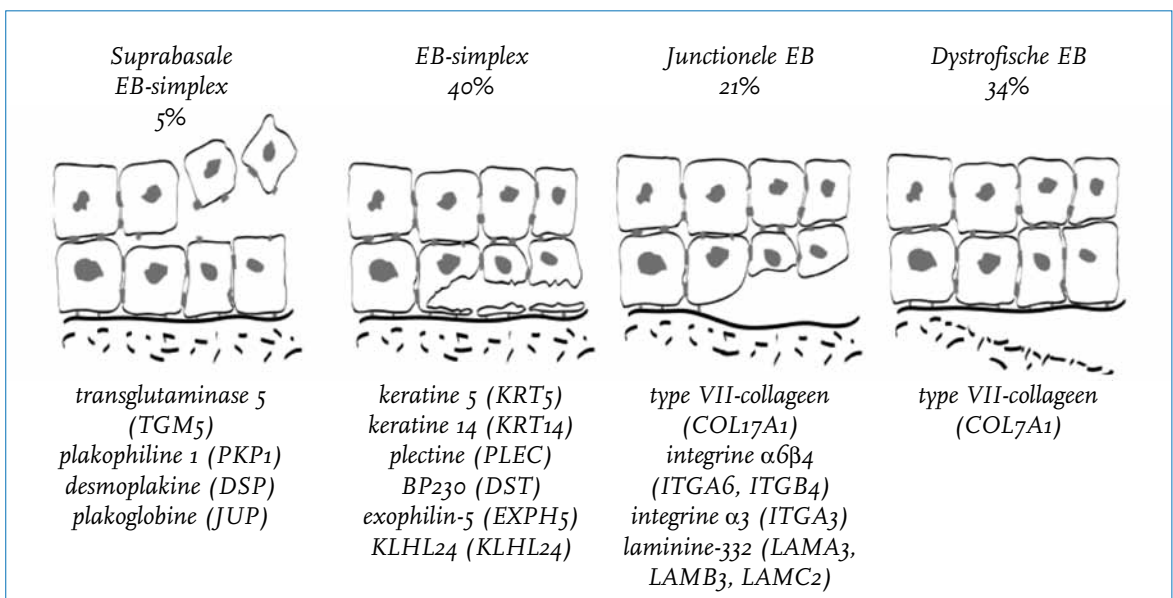 Suprabasale
EB-simplex
5%
EB-simplex
40%
Junctionele EB
21%
Dystrofische EB
34%
transglutaminase 5
(TGM5)
plakophiline 1 (PKP1)
desmoplakine (DSP)
plakoglobine (JUP)
keratine 5 (KRT5)
keratine 14 (KRT14)
plectine (PLEC)
BP230 (DST)
exophilin-5 (EXPH5)
KLHL24 (KLHL24)
type VII-collageen
(COL17A1)
integrine α6β4
(ITGA6, ITGB4)
integrine α3 (ITGA3)
laminine-332 (LAMA3,
LAMB3, LAMC2)
type VII-collageen
(COL7A1)